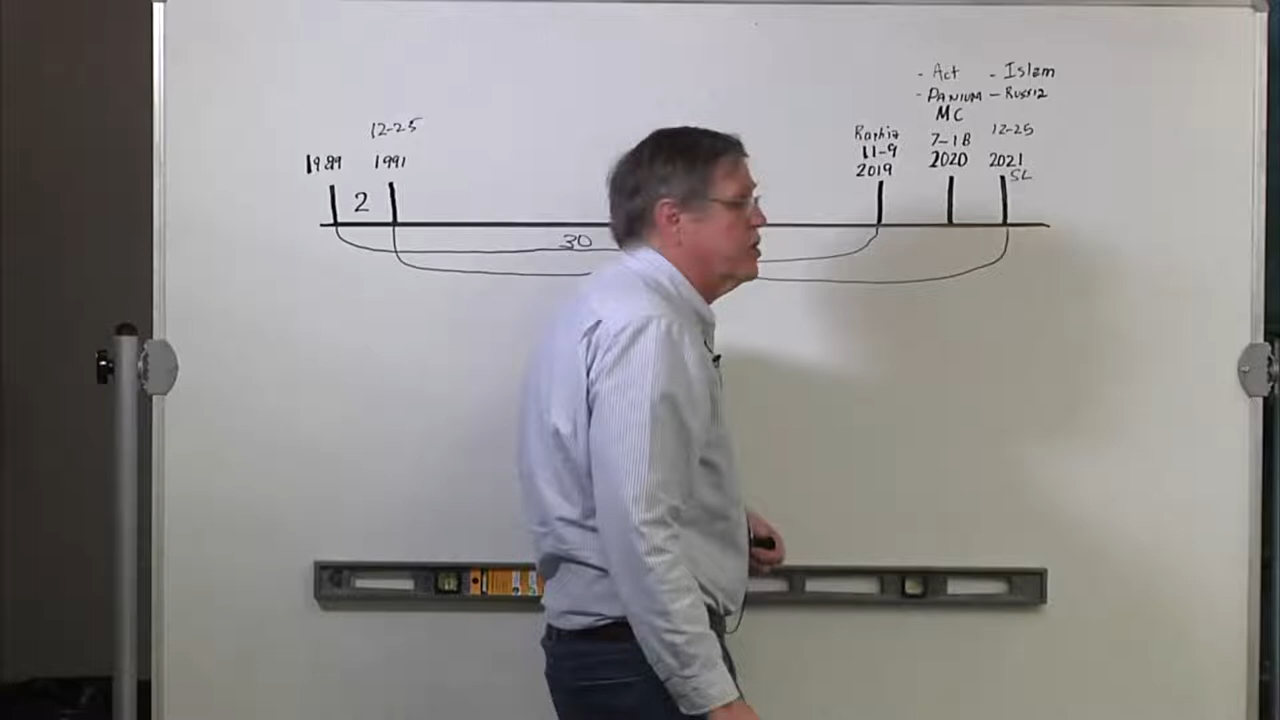 - Act - Islam
- PANIUM - Russia
MC
12-25
1989 1991
2
Raphia
11-9
2019
7-18
2020
12-25
2021
SL
30